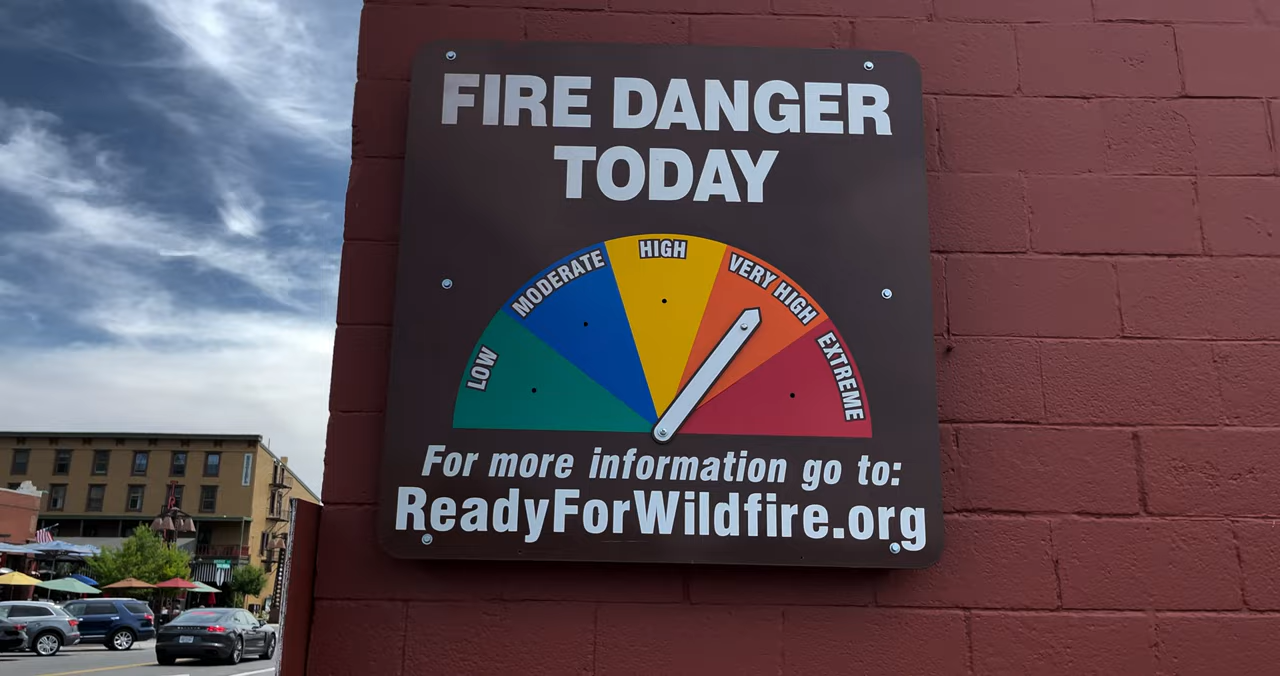 FIRE DANGER
TODAY
LOW
MODERATE
HIGH
VERY HIGH
EXTREME
For more information go to:
ReadyForWildfire.org